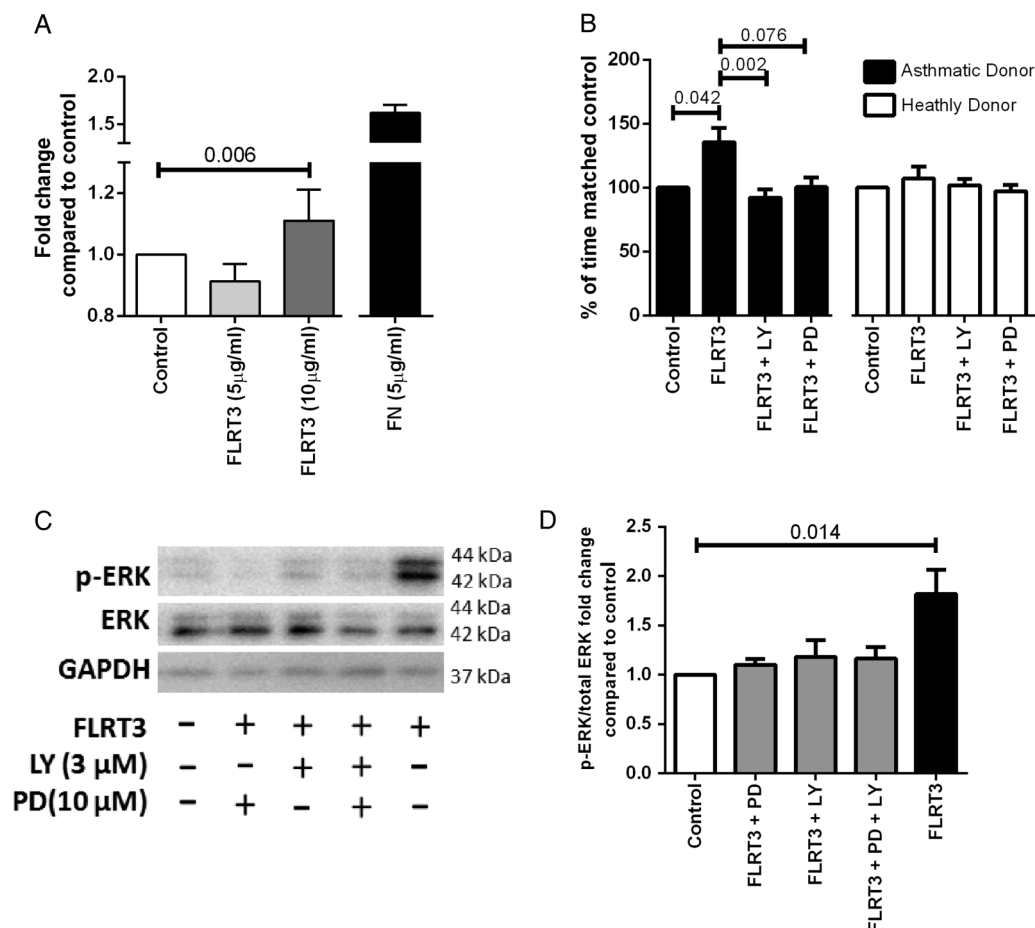 A
Fold change
compared to control
2.0
1.5
1.2
1.0
0.8
0.006
Control
FLRT3 (5μg/ml)
FLRT3 (10μg/ml)
FN (5μg/ml)
B
% of time matched control
200
150
100
50
0
0.076
0.002
0.042
Asthmatic Donor
Heathly Donor
Control
FLRT3
FLRT3 + LY
FLRT3 + PD
Control
FLRT3
FLRT3 + LY
FLRT3 + PD
C
p-ERK
44 kDa
42 kDa
ERK
44 kDa
42 kDa
GAPDH
37 kDa
FLRT3 − + + + +
LY (3 μM) − − + + −
PD(10 μM) − + − + −
D
p-ERK/total ERK fold change
compared to control
2.5
2.0
1.5
1.0
0.5
0.0
0.014
Control
FLRT3 + PD
FLRT3 + LY
FLRT3 + PD + LY
FLRT3